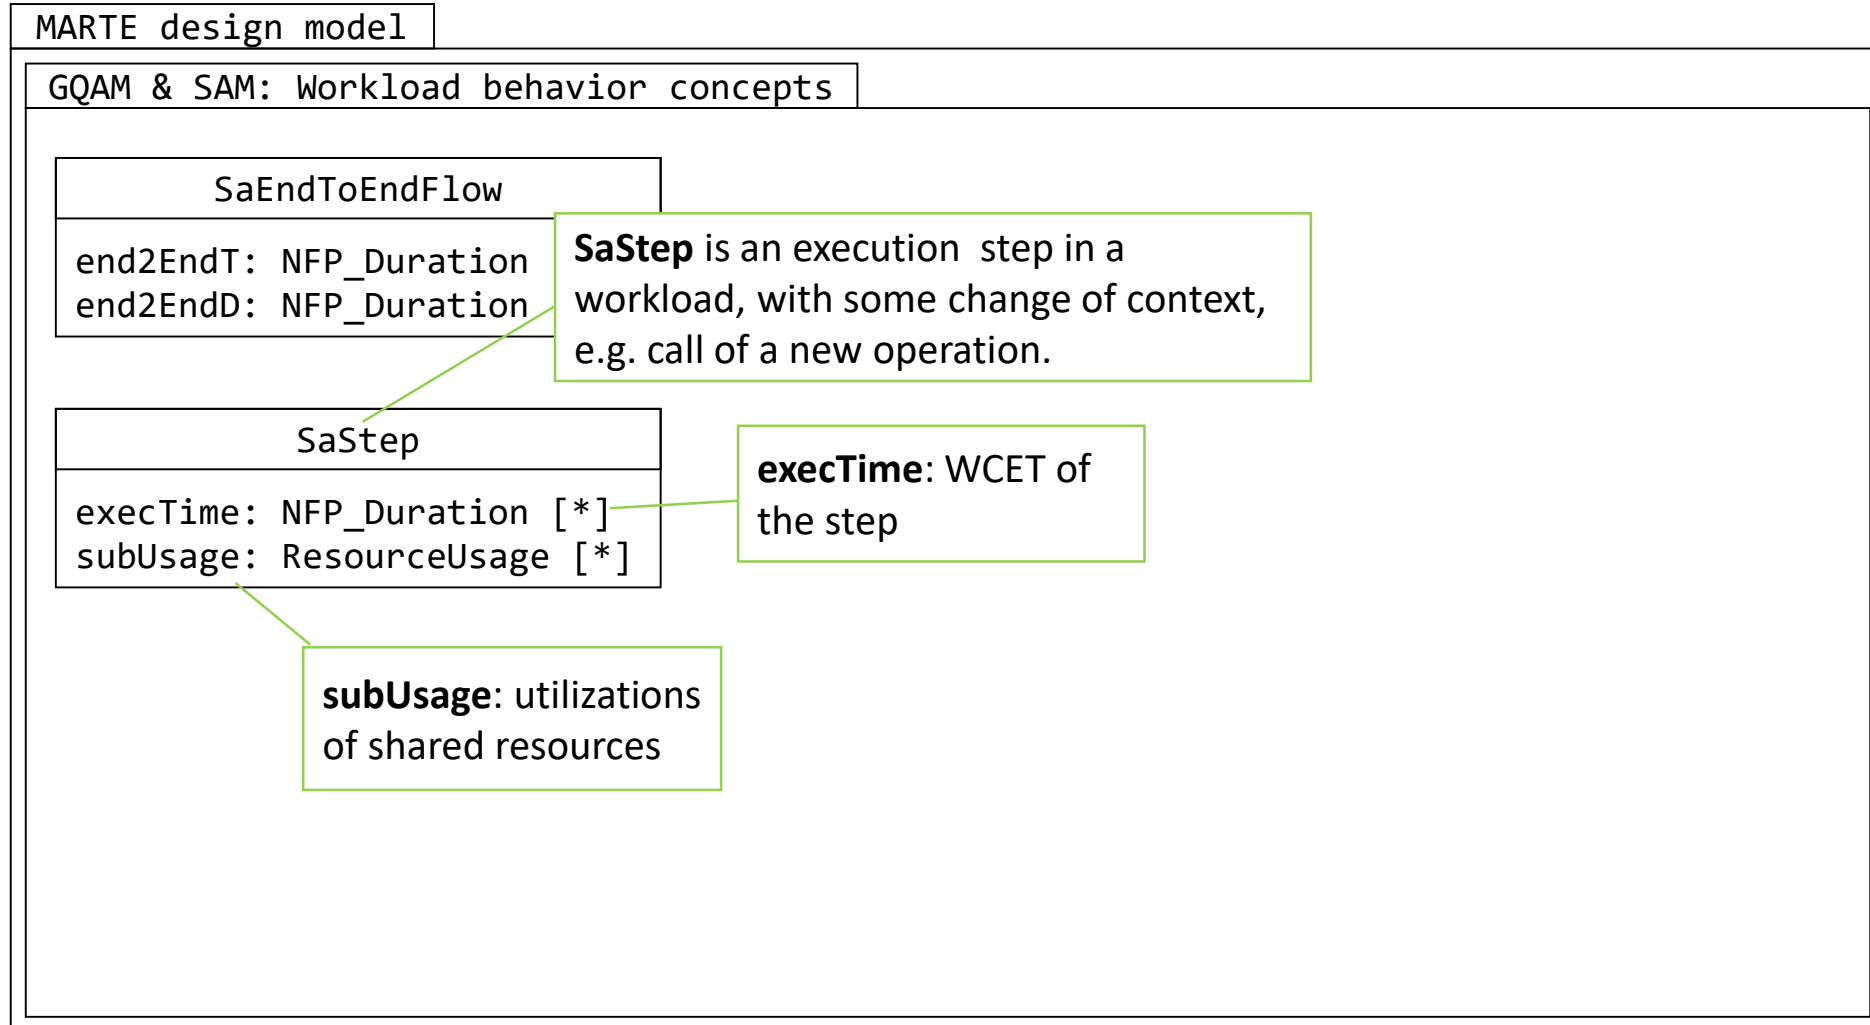 MARTE design model
GQAM & SAM: Workload behavior concepts
SaEndToEndFlow
end2EndT: NFP_Duration
end2EndD: NFP_Duration
SaStep is an execution  step in a
workload, with some change of context,
e.g. call of a new operation.
SaStep
execTime: NFP_Duration [*]
subUsage: ResourceUsage [*]
execTime: WCET of
the step
subUsage: utilizations
of shared resources